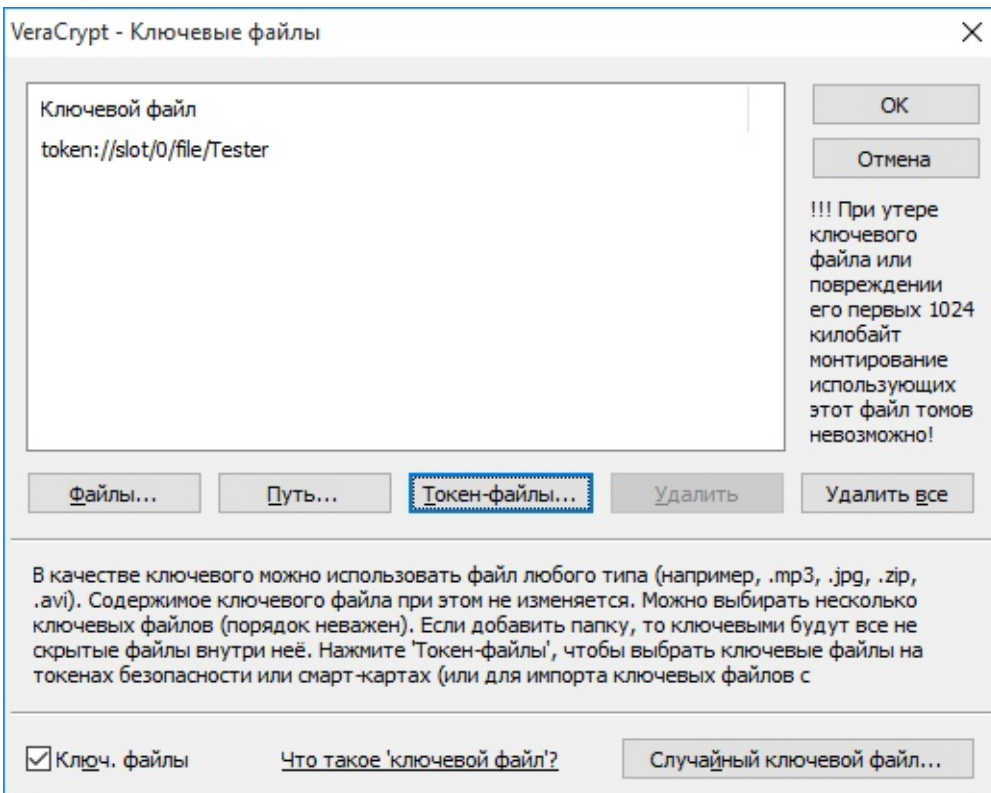 VeraCrypt - Ключевые файлы
Ключевой файл
token://slot/0/file/Tester
OK
Отмена
!!! При утере
ключевого
файла или
повреждении
его первых 1024
килобайт
монтирование
использующих
этот файл томов
невозможно!
Файлы...
Путь...
Токен-файлы...
Удалить
Удалить все
В качестве ключевого можно использовать файл любого типа (например, .mp3, .jpg, .zip,
.avi). Содержимое ключевого файла при этом не изменяется. Можно выбирать несколько
ключевых файлов (порядок неважен). Если добавить папку, то ключевыми будут все не
скрытые файлы внутри неё. Нажмите 'Токен-файлы', чтобы выбрать ключевые файлы на
токенах безопасности или смарт-картах (или для импорта ключевых файлов с
Ключ. файлы
Что такое 'ключевой файл'?
Случайный ключевой файл...